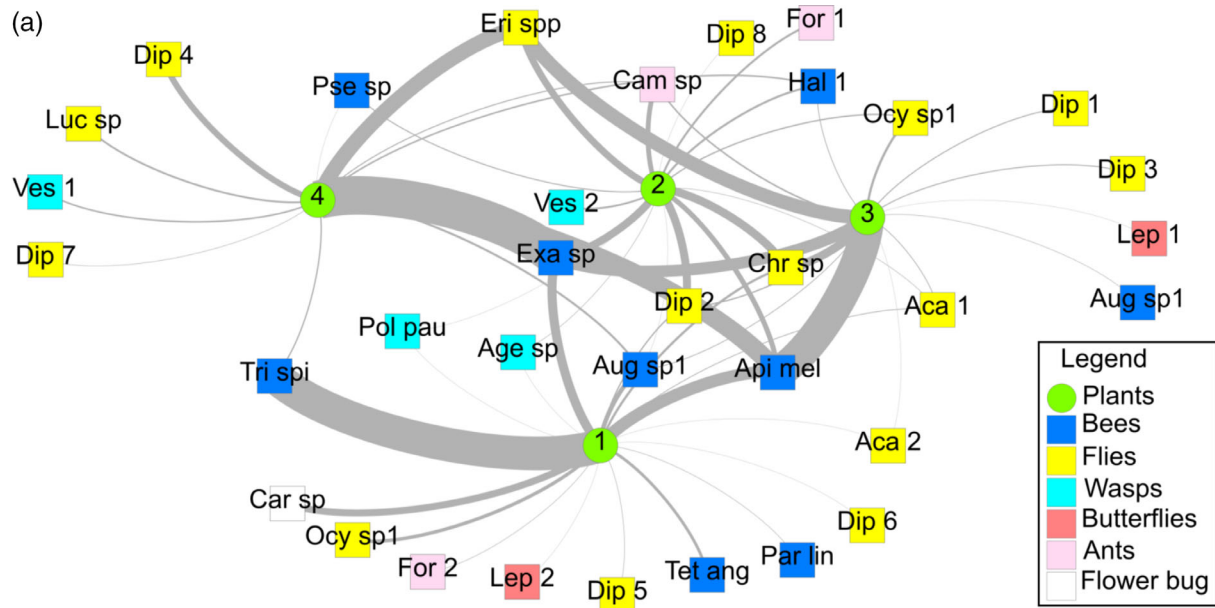 (a)
Eri spp
For 1
Dip 8
Dip 4
Pse sp
Cam sp
Hal 1
Luc sp
Ocy sp1
Dip 1
Ves 1
4
2
Ves 2
3
Dip 3
Dip 7
Exa sp
Chr sp
Lep 1
Dip 2
Aca 1
Aug sp1
Pol pau
Age sp
Tri spi
Aug sp1
Api mel
1
Aca 2
Car sp
Ocy sp1
Dip 6
For 2
Lep 2
Dip 5
Tet ang
Par lin
Legend
Plants
Bees
Flies
Wasps
Butterflies
Ants
Flower bug